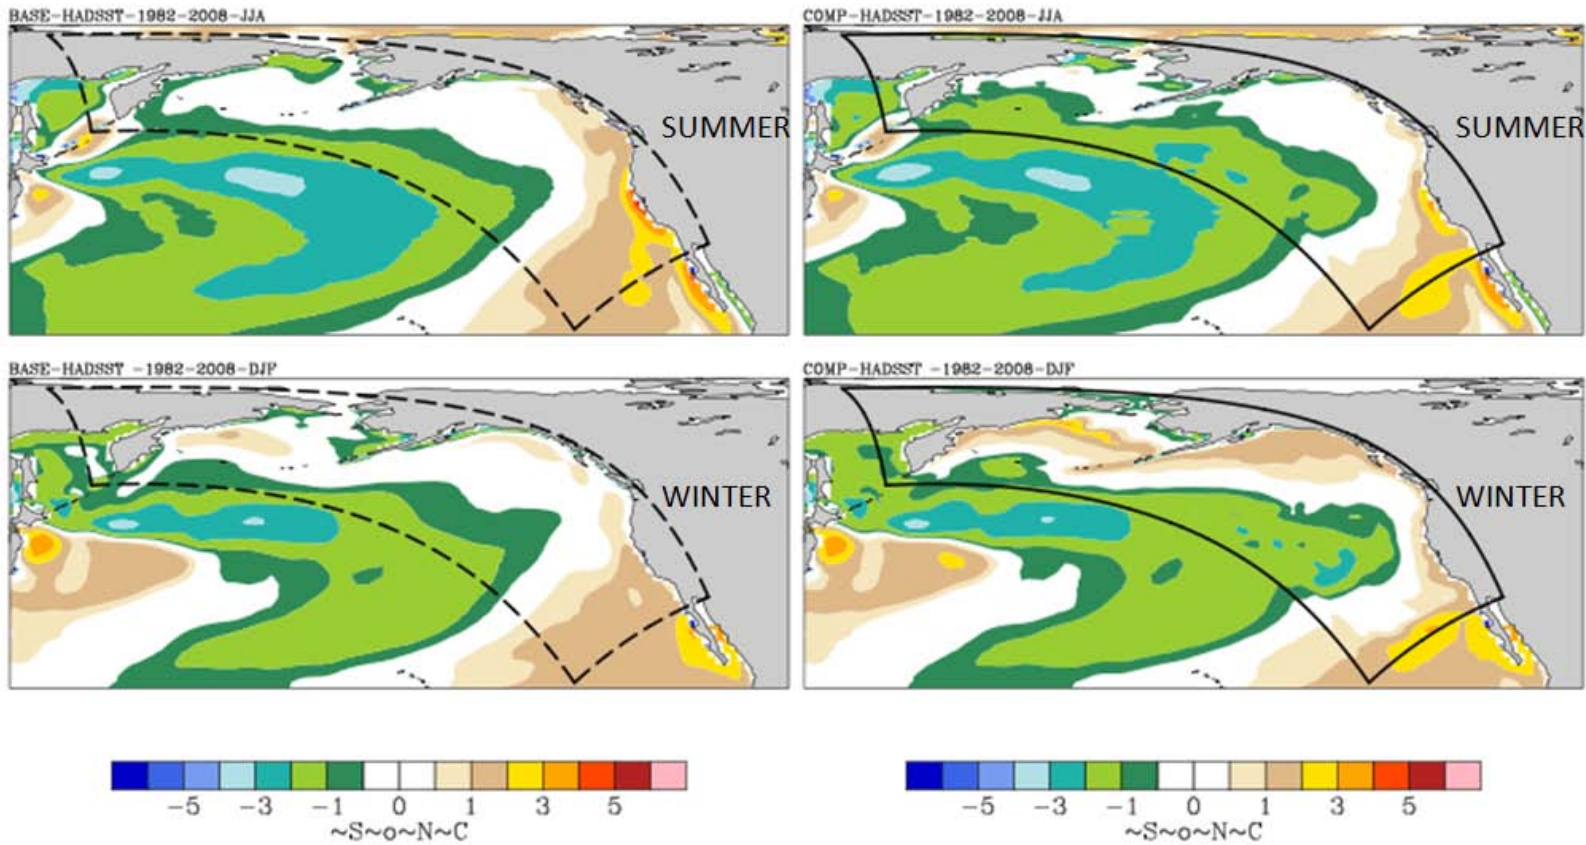 BASE-HADSST-1982-2008-JJA
COMP-HADSST-1982-2008-JJA
SUMMER
SUMMER
BASE-HADSST -1982-2008-DJF
COMP-HADSST -1982-2008-DJF
WINTER
WINTER
−5 −3 −1 0 1 3 5
−5 −3 −1 0 1 3 5
~S~o~N~C
~S~o~N~C